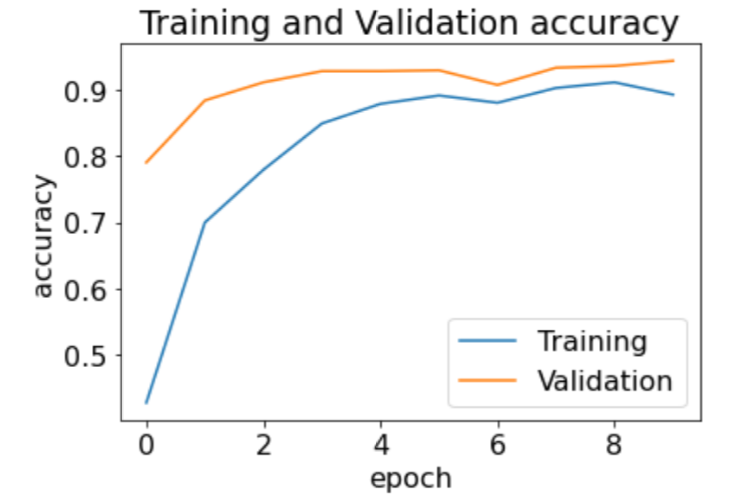 Training and Validation accuracy
0.9
0.8
0.7
0.6
0.5
accuracy
Training
Validation
0 2 4 6 8
epoch